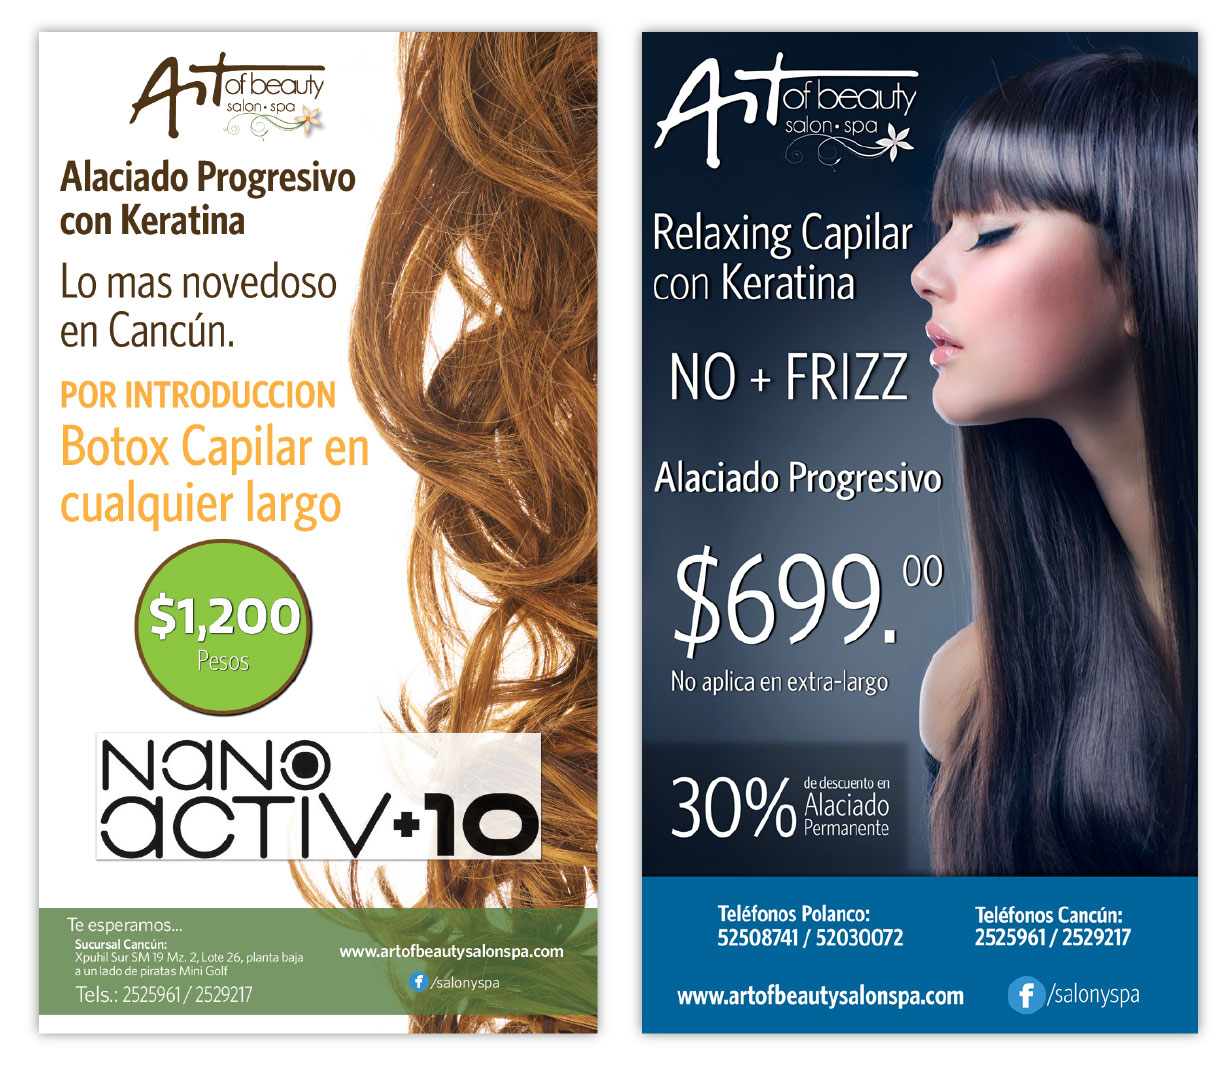 Art of beauty
salon • spa
Alaciado Progresivo
con Keratina
Lo mas novedoso
en Cancún.
POR INTRODUCCION
Botox Capilar en
cualquier largo
$1,200
Pesos
NANO
ACTIV+10
Te esperamos...
Sucursal Cancún:
Xpuhil Sur SM 19 Mz. 2, Lote 26, planta baja
a un lado de piratas Mini Golf
Tels.: 2525961 / 2529217
www.artofbeautysalonspa.com
f /salonyspa
Art of beauty
salon • spa
Relaxing Capilar
con Keratina
NO + FRIZZ
Alaciado Progresivo
$699.00
No aplica en extra-largo
30% de descuento en
Alaciado
Permanente
Teléfonos Polanco:
52508741 / 52030072
Teléfonos Cancún:
2525961 / 2529217
www.artofbeautysalonspa.com
f /salonyspa